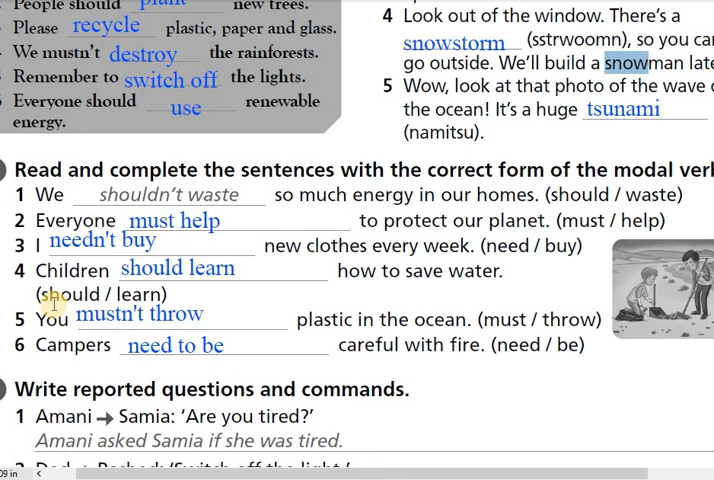 People should plant new trees.
Please recycle plastic, paper and glass.
We mustn't destroy the rainforests.
Remember to switch off the lights.
Everyone should use renewable
energy.
4 Look out of the window. There's a
snowstorm (sstrwoomn), so you
go outside. We'll build a snowman
5 Wow, look at that photo of the wave
the ocean! It's a huge tsunami
(namitsu).
Read and complete the sentences with the correct form of the modal
1 We shouldn't waste so much energy in our homes. (should / waste)
2 Everyone must help to protect our planet. (must / help)
3 I needn't buy new clothes every week. (need / buy)
4 Children should learn how to save water.
(should / learn)
5 You mustn't throw plastic in the ocean. (must / throw)
6 Campers need to be careful with fire. (need / be)
Write reported questions and commands.
1 Amani → Samia: 'Are you tired?'
Amani asked Samia if she was tired.
09 in